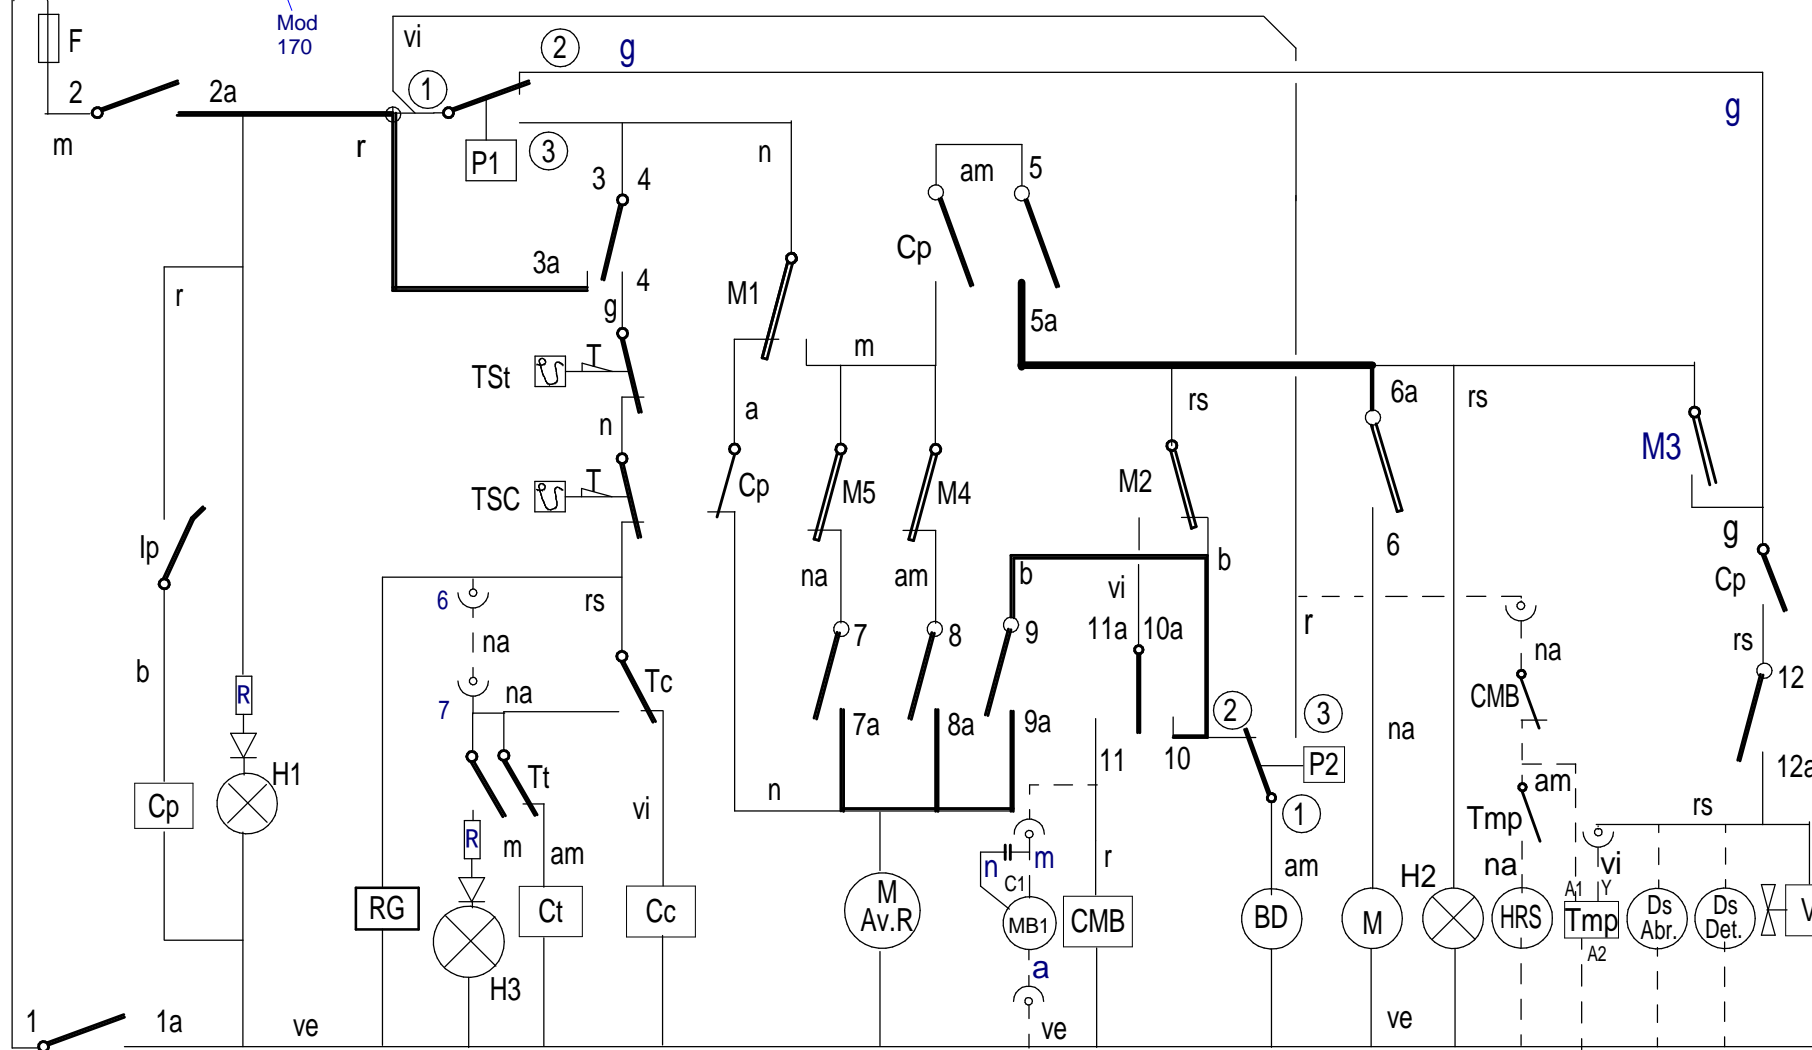 Mod
170
F
vi
2
g
2
2a
1
g
m
r
P1
3
n
3
4
am
5
Cp
3a
4
M1
r
g
5a
m
T
TSt
6a
rs
rs
a
n
M3
T
TSC
Cp
M5
M4
M2
g
Ip
6
b
Cp
6
rs
na
am
b
vi
r
na
7
8
9
11a
10a
na
rs
b
Tc
CMB
12
R
7
na
7a
8a
9a
2
3
na
11
10
P2
12a
H1
Tt
am
Cp
n
1
Tmp
rs
vi
R
m
am
n
m
r
am
H2
na
vi
C1
A1
Y
RG
Ct
Cc
M
Av.R
MB1
CMB
BD
M
HRS
Tmp
Ds
Abr.
Ds
Det.
V
A2
a
H3
1
1a
ve
ve
ve